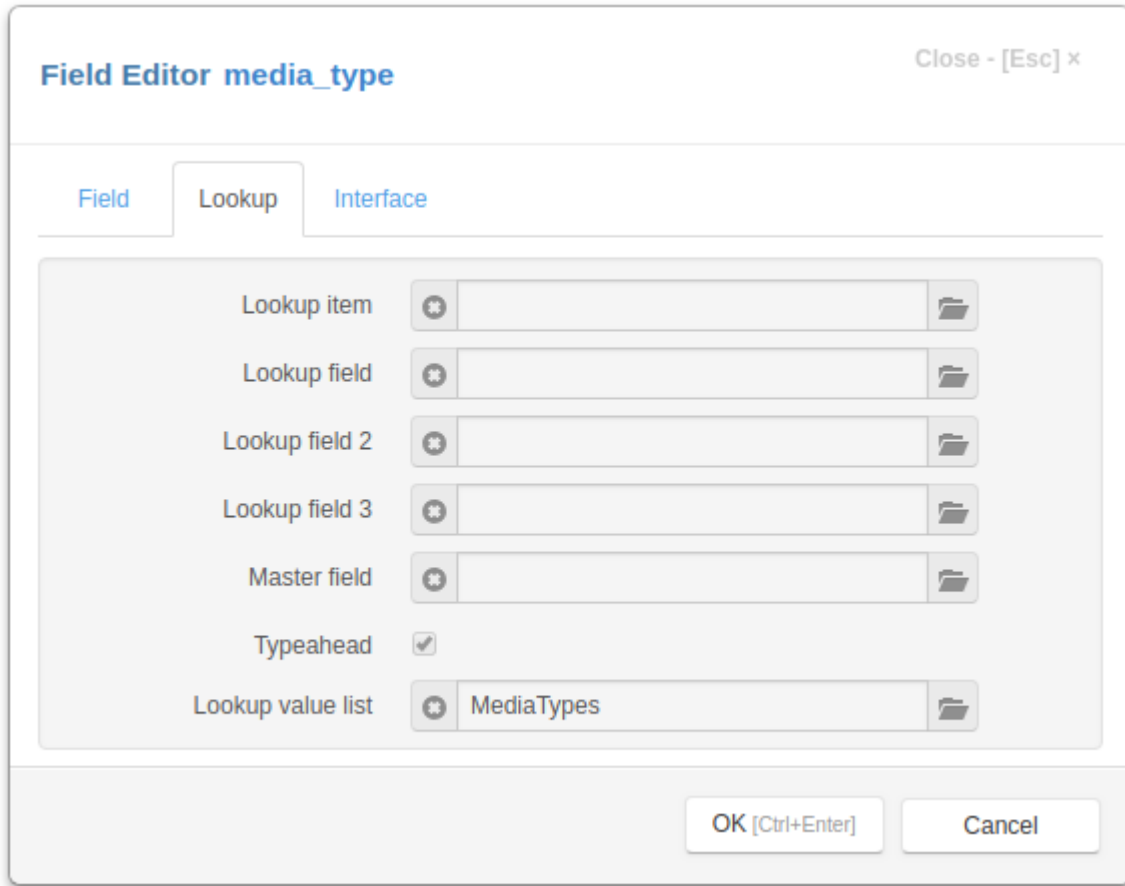 Field Editor media_type
Close - [Esc] ×
Field
Lookup
Interface
Lookup item
Lookup field
Lookup field 2
Lookup field 3
Master field
Typeahead
Lookup value list MediaTypes
OK [Ctrl+Enter]
Cancel